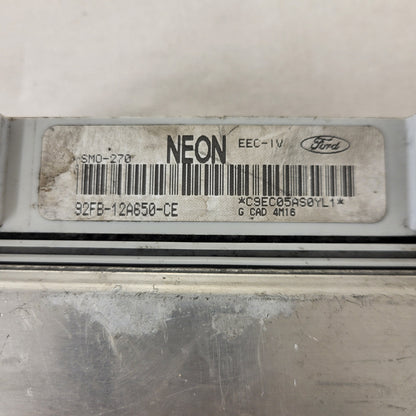 NEON EEC-IV Ford
SMO-270
92FB-12A650-CE *C9EC05AS0YL1*
G CAD 4M16